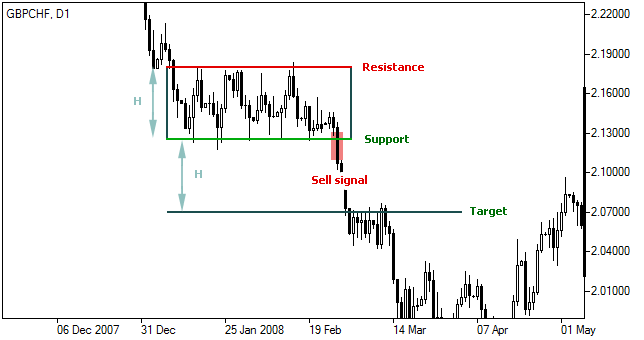 GBPCHF, D1
2.22000
2.19000
Resistance
H
2.16000
Support
2.13000
H
Sell signal
2.10000
Target
2.07000
2.04000
2.01000
06 Dec 2007
31 Dec
25 Jan 2008
19 Feb
14 Mar
07 Apr
01 May